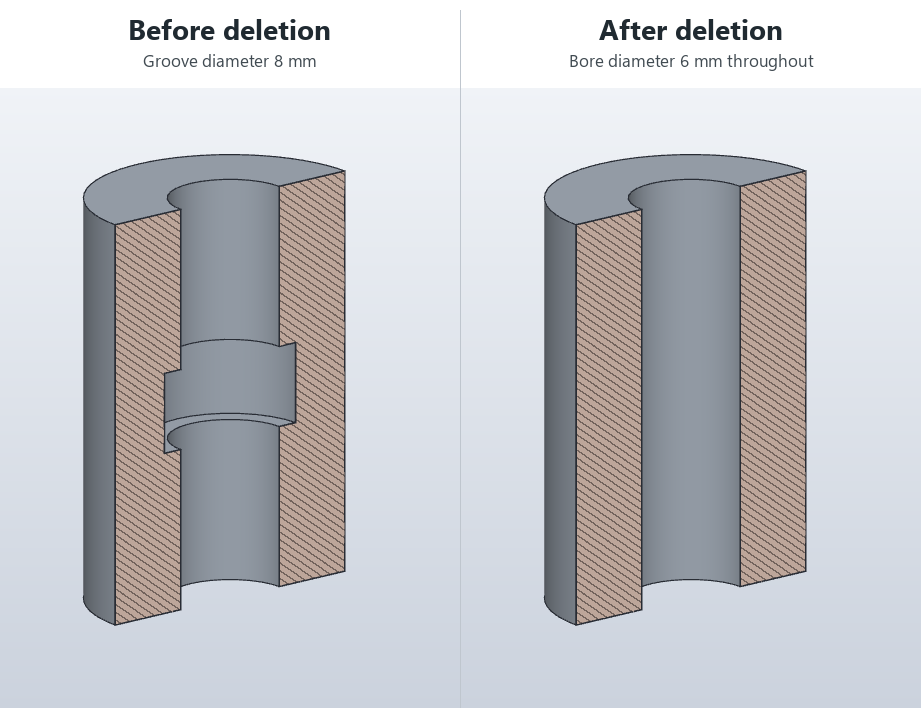 Before deletion
Groove diameter 8 mm
After deletion
Bore diameter 6 mm throughout